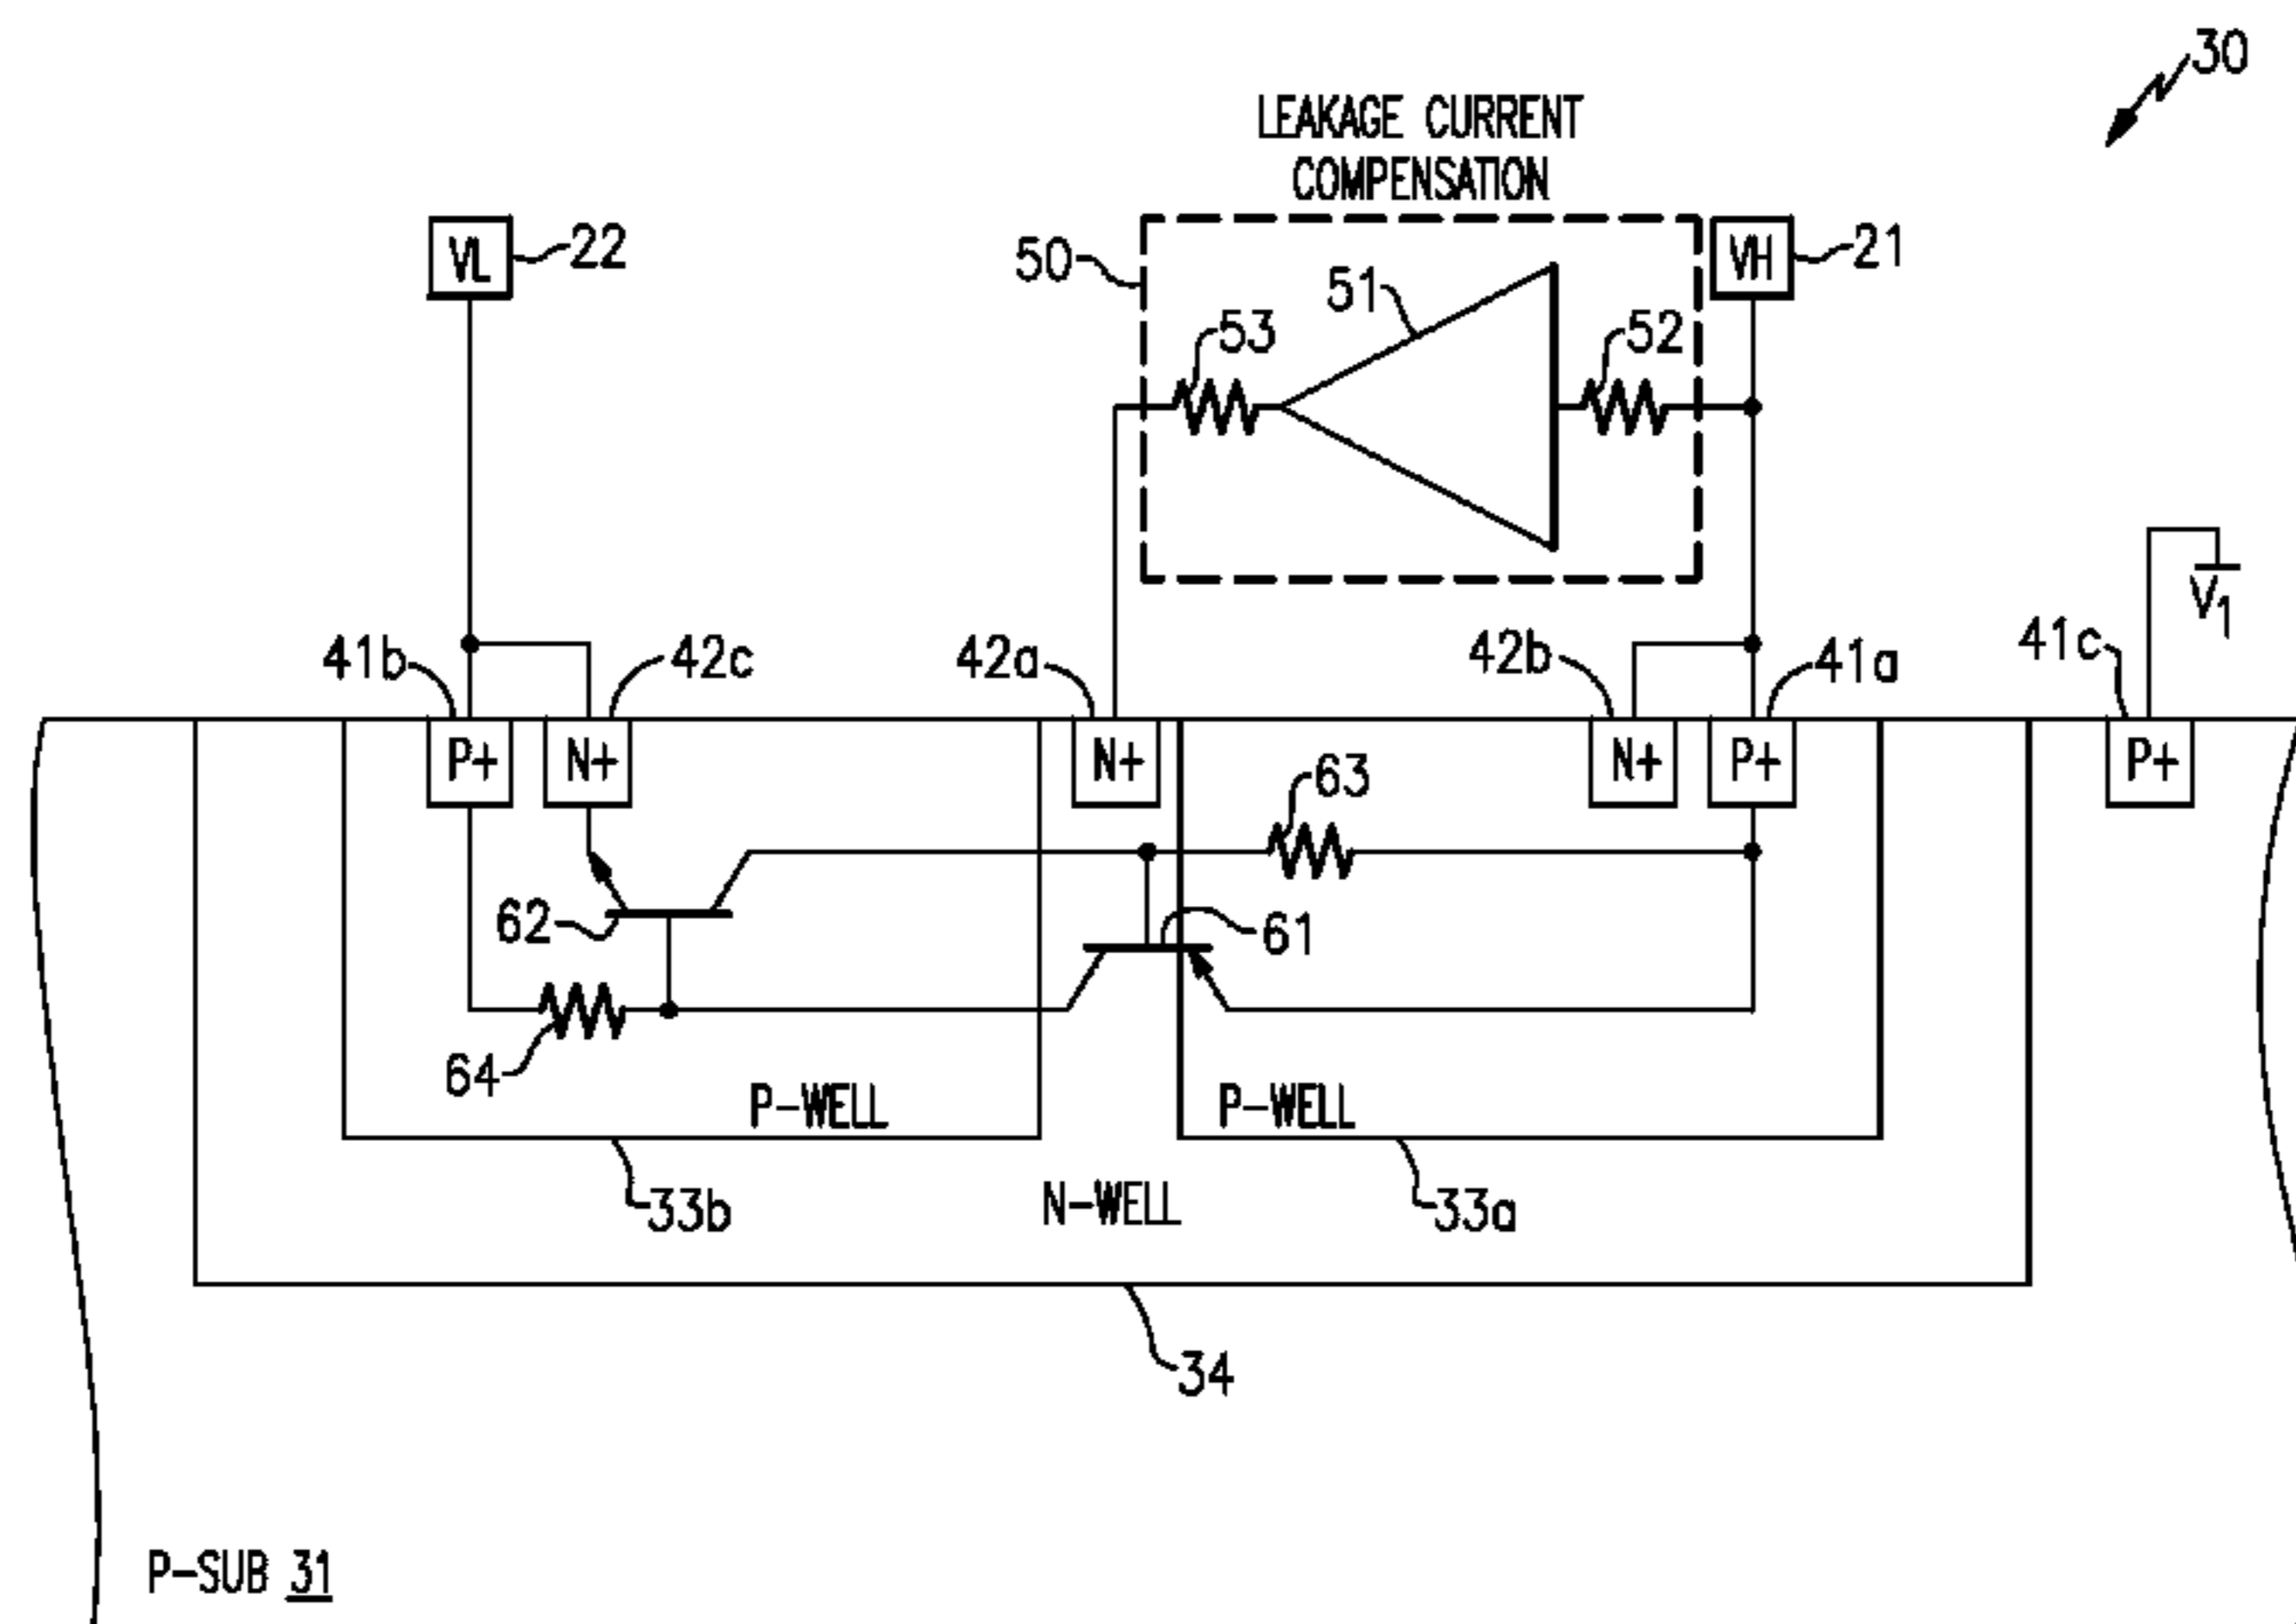 30
LEAKAGE CURRENT
COMPENSATION
VL 22
50
51
53
52
VH 21
V1
41b
42c
42a
42b
41a
41c
P+ N+ N+ N+ P+ P+
63
62
61
64
P-WELL
P-WELL
33b
N-WELL
33a
34
P-SUB 31